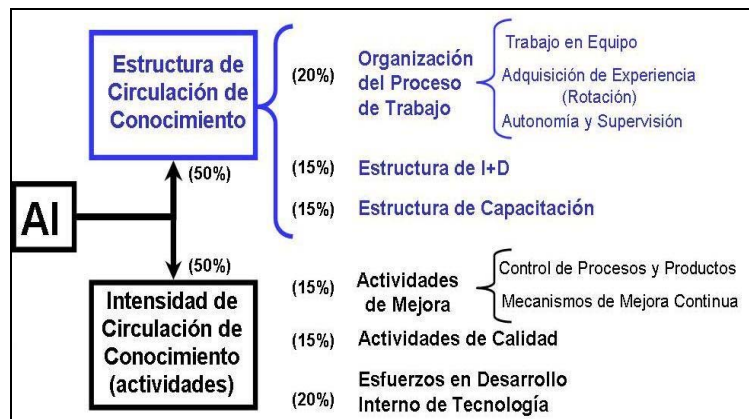 AI
Estructura de
Circulación de
Conocimiento
(50%)
(20%)
Organización
del Proceso
de Trabajo
Trabajo en Equipo
Adquisición de Experiencia
(Rotación)
Autonomía y Supervisión
(15%)
Estructura de I+D
(15%)
Estructura de Capacitación
(50%)
Intensidad de
Circulación de
Conocimiento
(actividades)
(15%)
Actividades
de Mejora
Control de Procesos y Productos
Mecanismos de Mejora Continua
(15%)
Actividades de Calidad
(20%)
Esfuerzos en Desarrollo
Interno de Tecnología